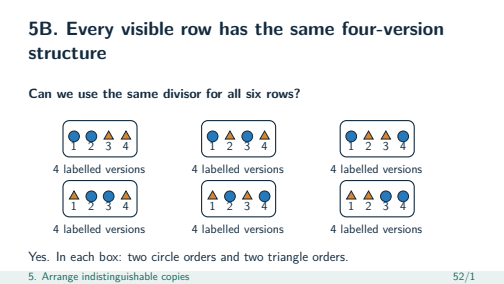 5B. Every visible row has the same four-version
structure
Can we use the same divisor for all six rows?
1 2 3 4
1 2 3 4
1 2 3 4
4 labelled versions
4 labelled versions
4 labelled versions
1 2 3 4
1 2 3 4
1 2 3 4
4 labelled versions
4 labelled versions
4 labelled versions
Yes. In each box: two circle orders and two triangle orders.
5. Arrange indistinguishable copies
52/1